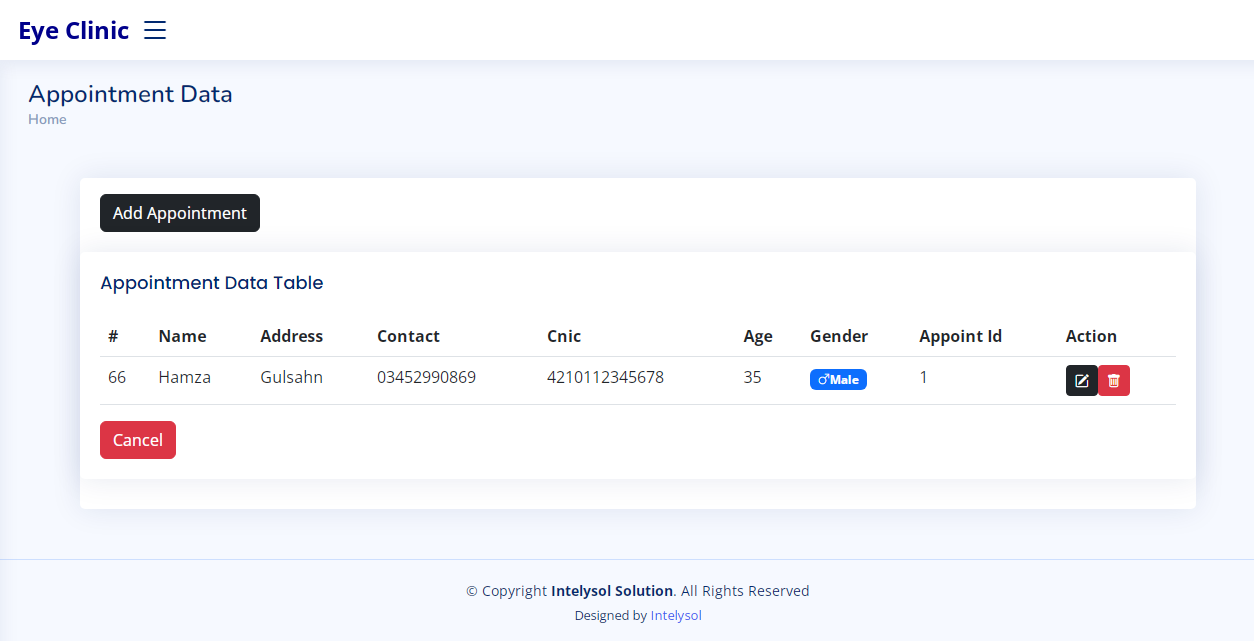 Eye Clinic
Appointment Data
Home
Add Appointment
Appointment Data Table
# Name Address Contact Cnic Age Gender Appoint Id Action
66 Hamza Gulsahn 03452990869 4210112345678 35 ♂Male 1
Cancel
© Copyright Intelysol Solution. All Rights Reserved
Designed by Intelysol